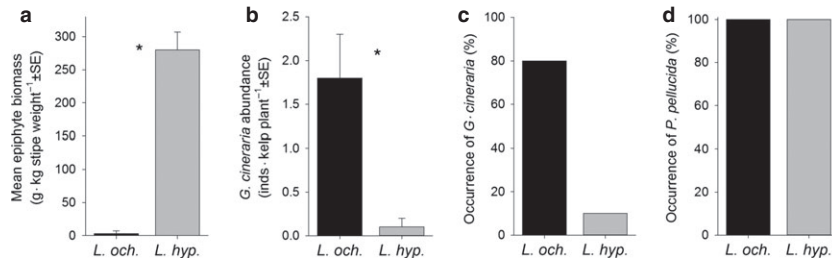 a
Mean epiphyte biomass
(g·kg stipe weight⁻¹±SE)
300
250
200
150
100
50
0
*
L. och.
L. hyp.
b
G. cineraria abundance
(inds·kelp plant⁻¹±SE)
2.5
2.0
1.5
1.0
0.5
0.0
*
L. och.
L. hyp.
c
Occurrence of G· cineraria (%)
100
80
60
40
20
0
L. och.
L. hyp.
d
Occurrence of P. pellucida (%)
100
80
60
40
20
0
L. och.
L. hyp.